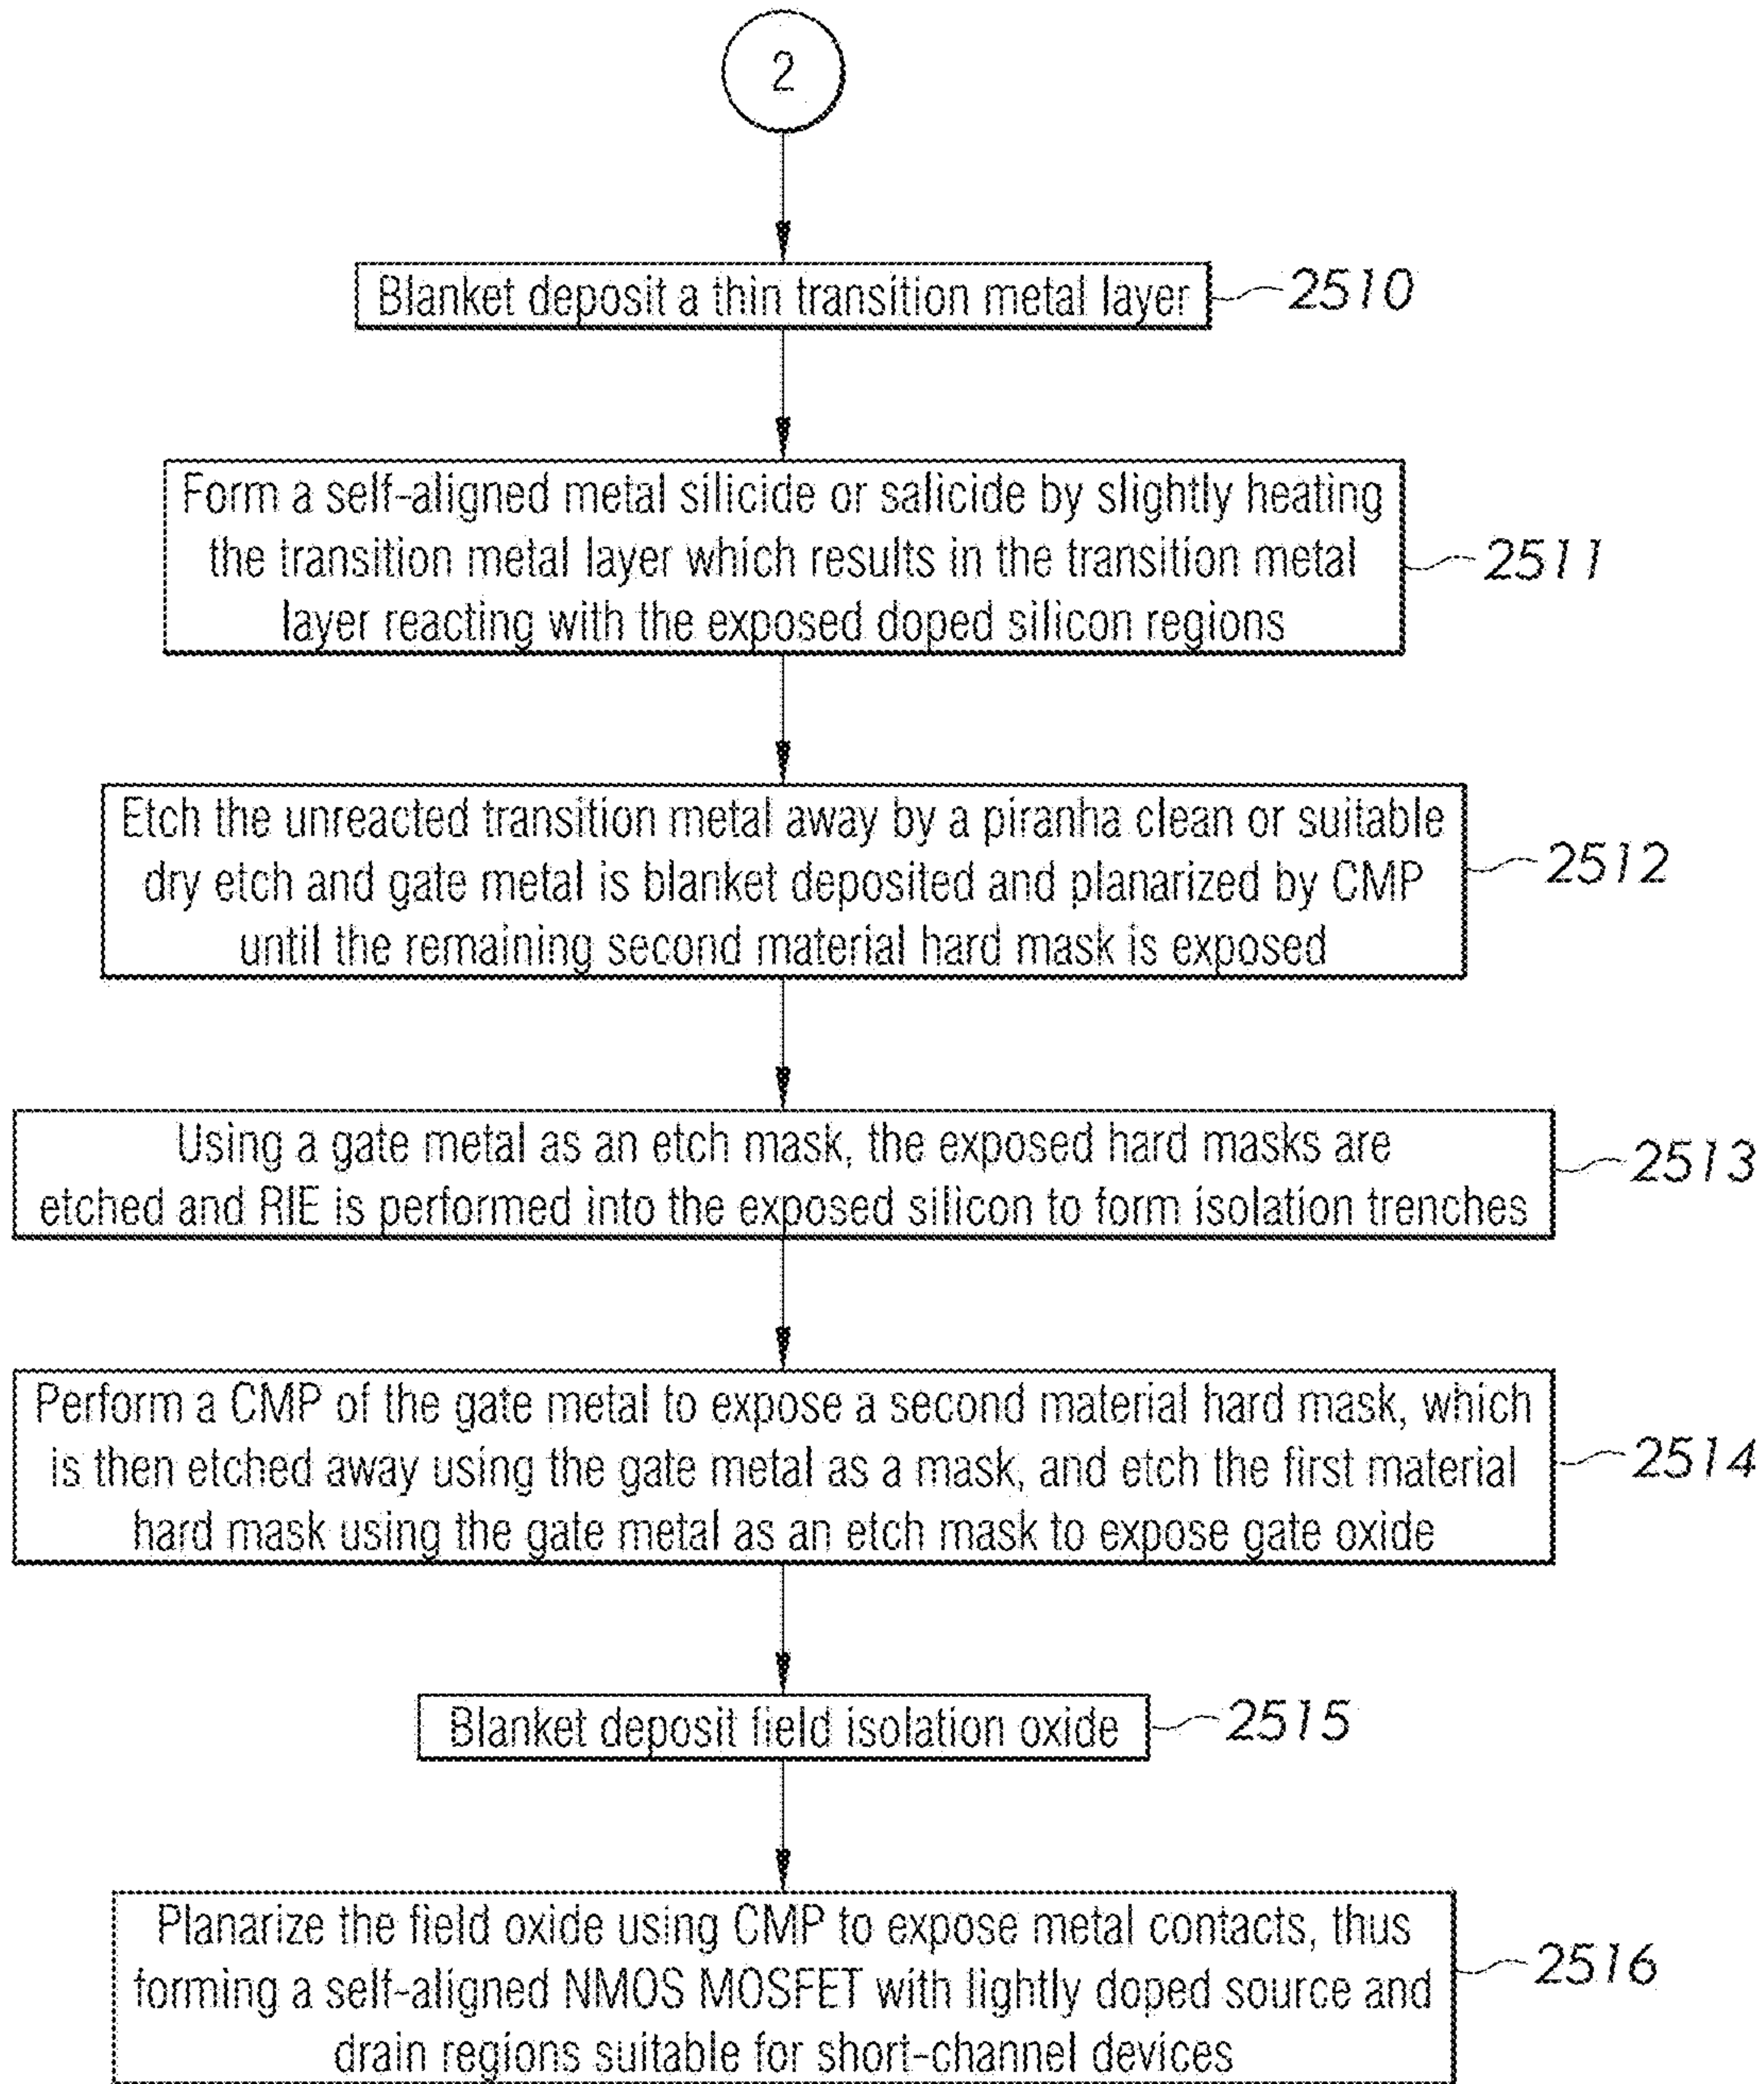 2
Blanket deposit a thin transition metal layer
2510
Form a self-aligned metal silicide or salicide by slightly heating
the transition metal layer which results in the transition metal
layer reacting with the exposed doped silicon regions
2511
Etch the unreacted transition metal away by a piranha clean or suitable
dry etch and gate metal is blanket deposited and planarized by CMP
until the remaining second material hard mask is exposed
2512
Using a gate metal as an etch mask, the exposed hard masks are
etched and RIE is performed into the exposed silicon to form isolation trenches
2513
Perform a CMP of the gate metal to expose a second material hard mask, which
is then etched away using the gate metal as a mask, and etch the first material
hard mask using the gate metal as an etch mask to expose gate oxide
2514
Blanket deposit field isolation oxide
2515
Planarize the field oxide using CMP to expose metal contacts, thus
forming a self-aligned NMOS MOSFET with lightly doped source and
drain regions suitable for short-channel devices
2516